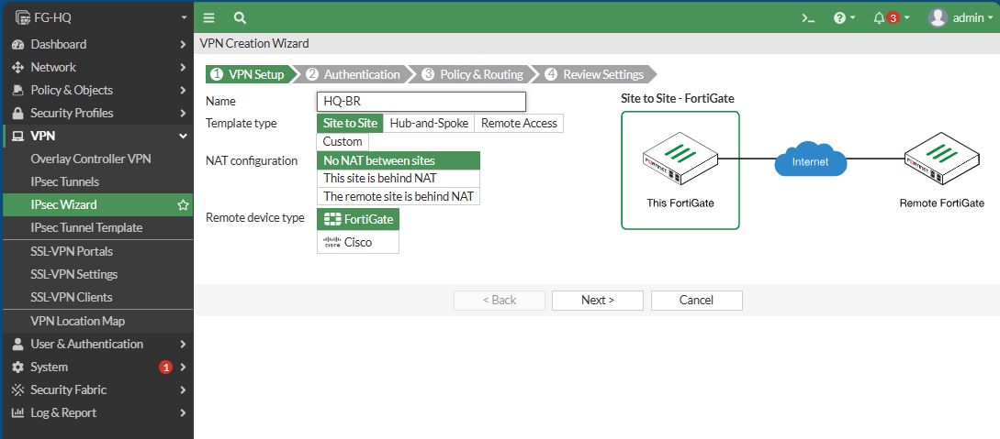 FG-HQ
admin
3
Dashboard
Network
Policy & Objects
Security Profiles
VPN
Overlay Controller VPN
IPsec Tunnels
IPsec Wizard
IPsec Tunnel Template
SSL-VPN Portals
SSL-VPN Settings
SSL-VPN Clients
VPN Location Map
User & Authentication
System 1
Security Fabric
Log & Report
VPN Creation Wizard
1 VPN Setup 2 Authentication 3 Policy & Routing 4 Review Settings
Name HQ-BR
Template type Site to Site Hub-and-Spoke Remote Access
Custom
NAT configuration No NAT between sites
This site is behind NAT
The remote site is behind NAT
Remote device type FortiGate
CISCO Cisco
Site to Site - FortiGate
FORTINET
Internet
FORTINET
This FortiGate
Remote FortiGate
< Back Next > Cancel